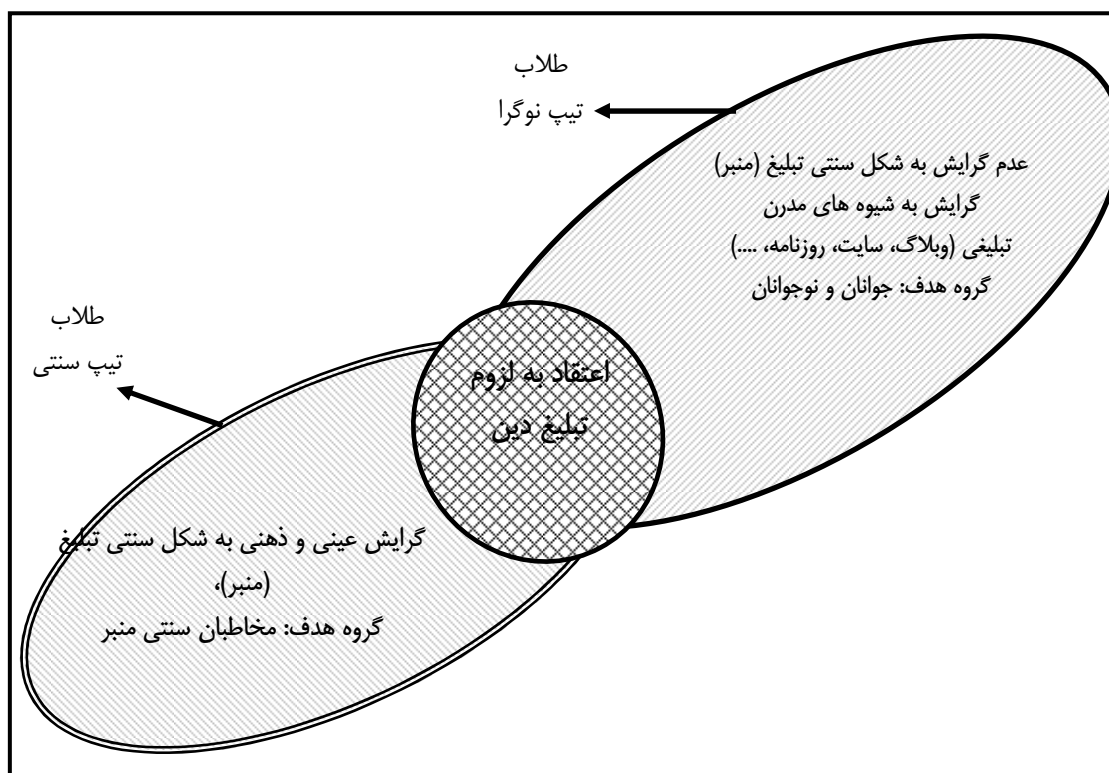 طلاب
تیپ نوگرا
عدم گرایش به شکل سنتی تبلیغ (منبر)
گرایش به شیوه های مدرن
تبلیغی (وبلاگ، سایت، روزنامه، ....)
گروه هدف: جوانان و نوجوانان
طلاب
تیپ سنتی
اعتقاد به لزوم
تبلیغ دین
گرایش عینی و ذهنی به شکل سنتی تبلیغ
(منبر)،
گروه هدف: مخاطبان سنتی منبر